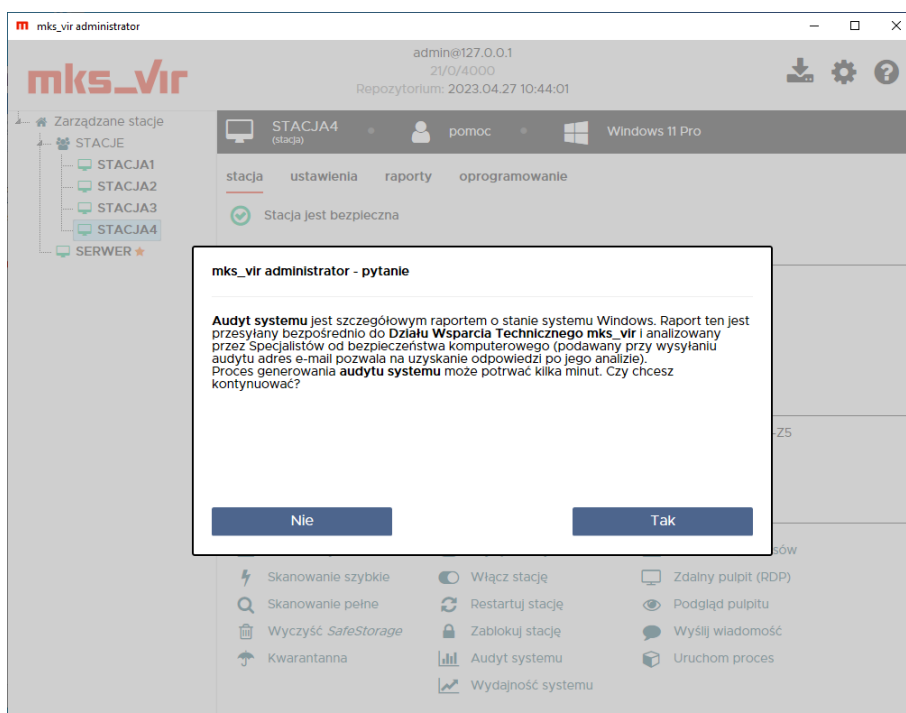 mks_vir administrator
admin@127.0.0.1
mks_vir
21/0/4000
Repozytorium: 2023.04.27 10:44:01
Zarządzane stacje
STACJE
STACJA1
STACJA2
STACJA3
STACJA4
SERWER
STACJA4
(stacja)
pomoc
Windows 11 Pro
stacja ustawienia raporty oprogramowanie
Stacja jest bezpieczna
mks_vir administrator - pytanie
Audyt systemu jest szczegółowym raportem o stanie systemu Windows. Raport ten jest
przesyłany bezpośrednio do Działu Wsparcia Technicznego mks_vir i analizowany
przez Specjalistów od bezpieczeństwa komputerowego (podawany przy wysyłaniu
audytu adres e-mail pozwala na uzyskanie odpowiedzi po jego analizie).
Proces generowania audytu systemu może potrwać kilka minut. Czy chcesz
kontynuować?
-Z5
Nie Tak
Skanowanie szybkie Włącz stację Zdalny pulpit (RDP)
Skanowanie pełne Restartuj stację Podgląd pulpitu
Wyczyść SafeStorage Zablokuj stację Wyślij wiadomość
Kwarantanna Audyt systemu Uruchom proces
Wydajność systemu